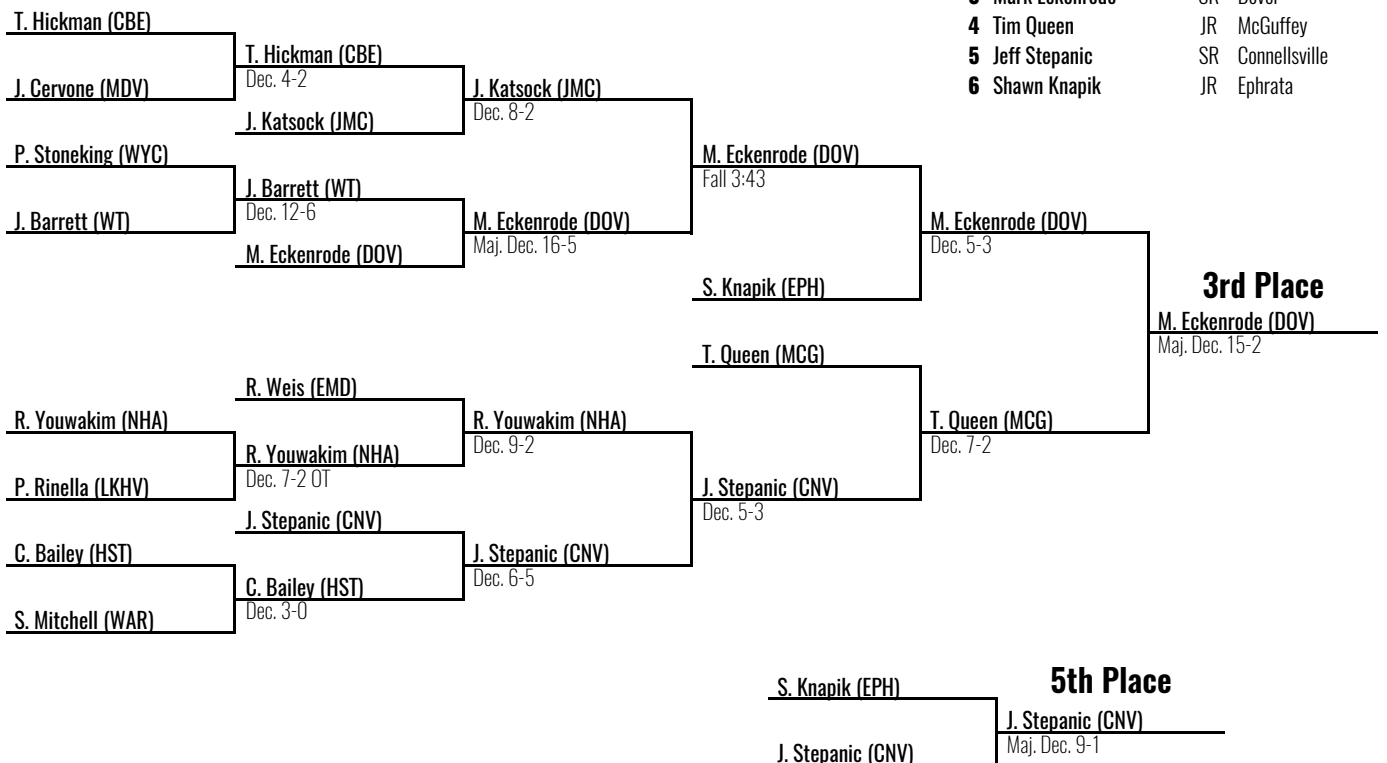 3 Mark Eckenrode SR Dover
4 Tim Queen JR McGuffey
5 Jeff Stepanic SR Connellsville
6 Shawn Knapik JR Ephrata
T. Hickman (CBE)
J. Cervone (MDV)
P. Stoneking (WYC)
J. Barrett (WT)
R. Youwakim (NHA)
P. Rinella (LKHV)
C. Bailey (HST)
S. Mitchell (WAR)
T. Hickman (CBE)
Dec. 4-2
J. Katsock (JMC)
J. Barrett (WT)
Dec. 12-6
M. Eckenrode (DOV)
R. Weis (EMD)
R. Youwakim (NHA)
Dec. 7-2 OT
J. Stepanic (CNV)
C. Bailey (HST)
Dec. 3-0
J. Katsock (JMC)
Dec. 8-2
M. Eckenrode (DOV)
Maj. Dec. 16-5
R. Youwakim (NHA)
Dec. 9-2
J. Stepanic (CNV)
Dec. 6-5
M. Eckenrode (DOV)
Fall 3:43
S. Knapik (EPH)
T. Queen (MCG)
J. Stepanic (CNV)
Dec. 5-3
M. Eckenrode (DOV)
Dec. 5-3
T. Queen (MCG)
Dec. 7-2
3rd Place
M. Eckenrode (DOV)
Maj. Dec. 15-2
5th Place
S. Knapik (EPH)
J. Stepanic (CNV)
J. Stepanic (CNV)
Maj. Dec. 9-1